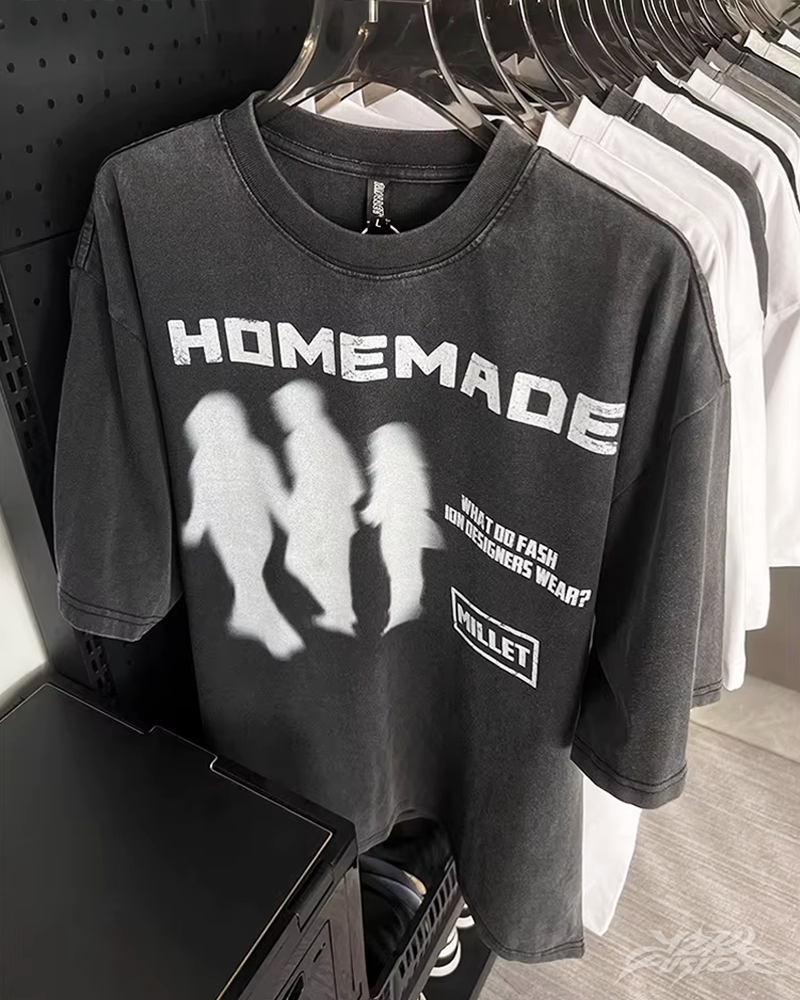 HOMEMADE
WHAT DO FASH
ION DESIGNERS WEAR?
MILLET